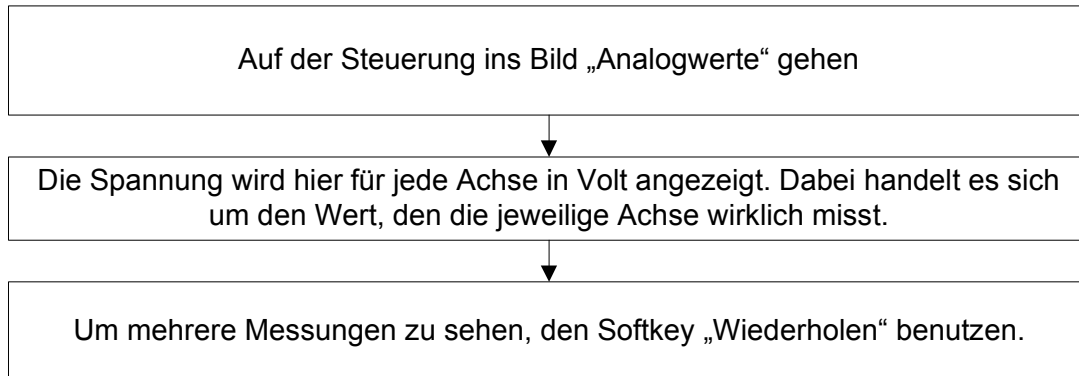 Auf der Steuerung ins Bild „Analogwerte“ gehen
Die Spannung wird hier für jede Achse in Volt angezeigt. Dabei handelt es sich
um den Wert, den die jeweilige Achse wirklich misst.
Um mehrere Messungen zu sehen, den Softkey „Wiederholen“ benutzen.